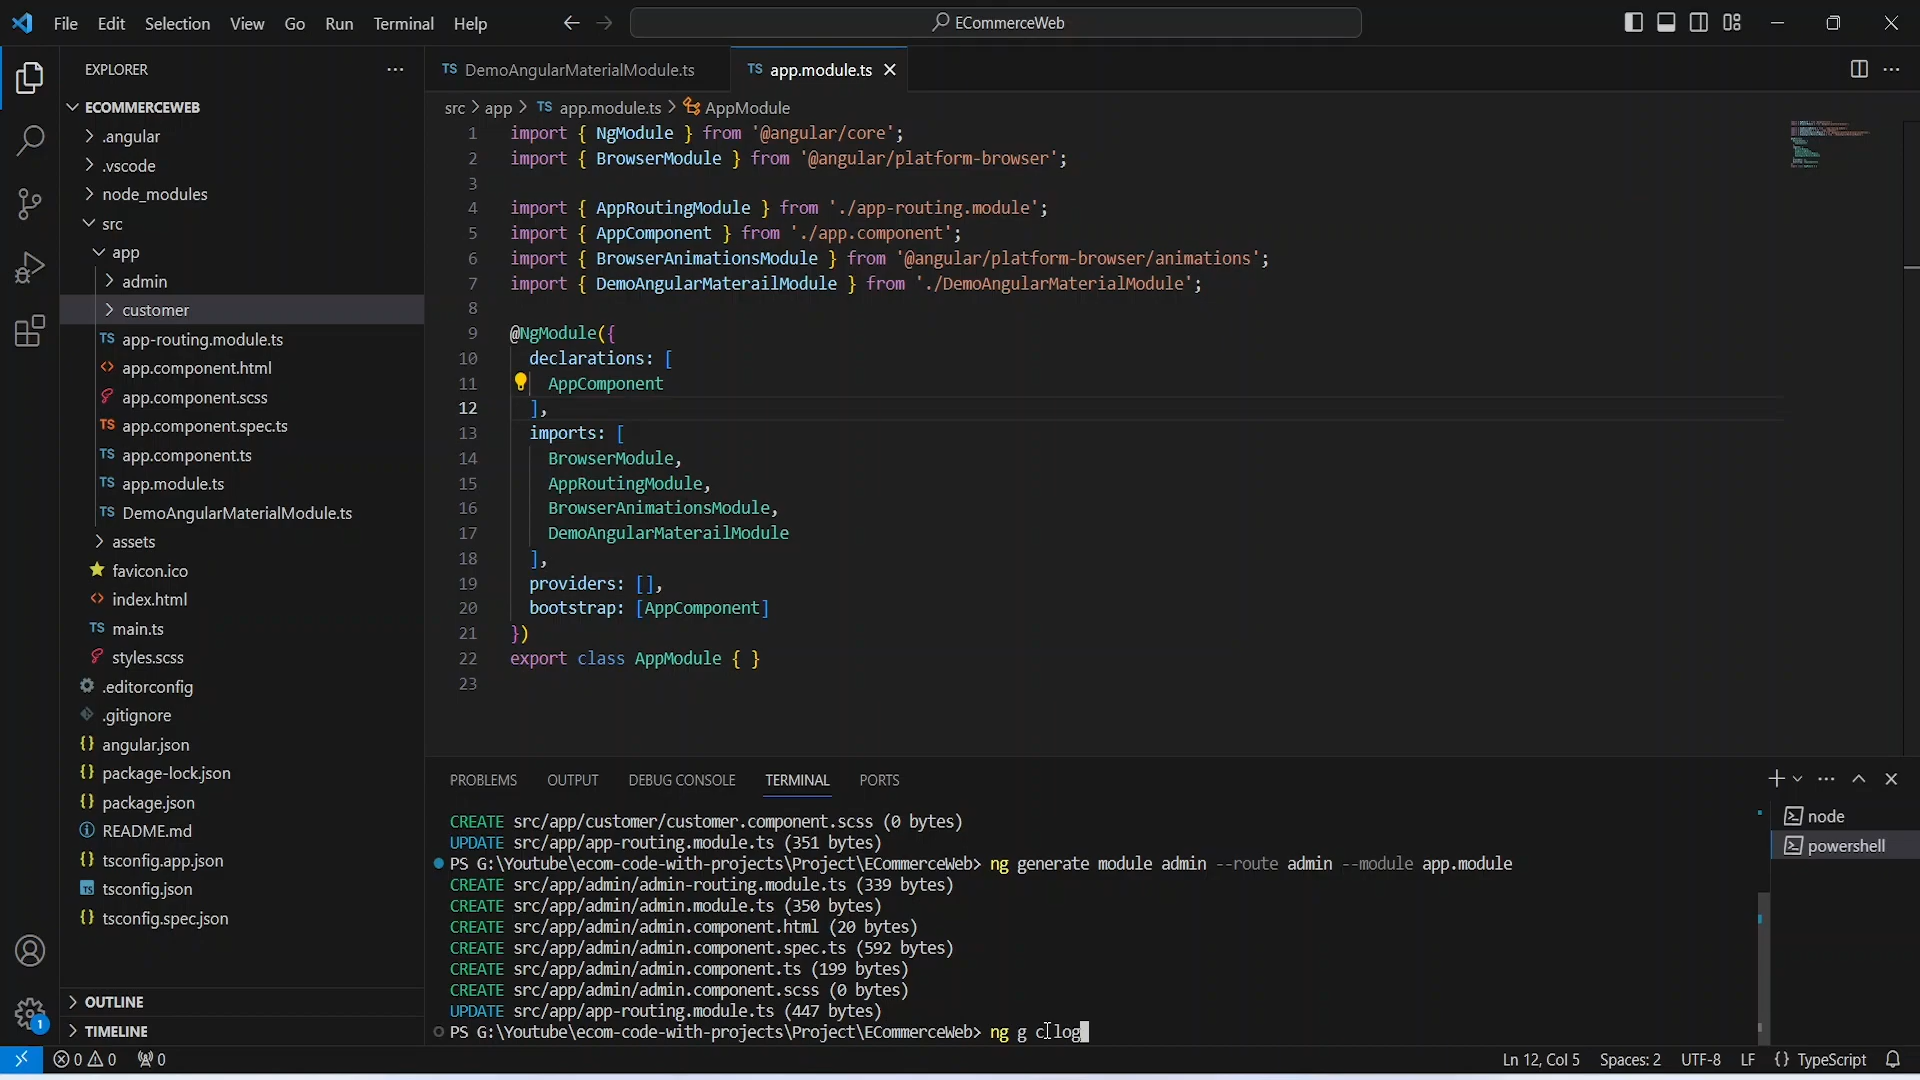 File Edit Selection View Go Run Terminal Help
ECommerceWeb
EXPLORER
ECOMMERCEWEB
.angular
.vscode
node_modules
src
app
admin
customer
TS app-routing.module.ts
<> app.component.html
app.component.scss
TS app.component.spec.ts
TS app.component.ts
TS app.module.ts
TS DemoAngularMaterialModule.ts
assets
favicon.ico
<> index.html
TS main.ts
styles.scss
.editorconfig
.gitignore
{} angular.json
{} package-lock.json
{} package.json
README.md
{} tsconfig.app.json
TS tsconfig.json
{} tsconfig.spec.json
OUTLINE
TIMELINE
TS DemoAngularMaterialModule.ts TS app.module.ts
src > app > TS app.module.ts > AppModule
1 import { NgModule } from '@angular/core';
2 import { BrowserModule } from '@angular/platform-browser';
3
4 import { AppRoutingModule } from './app-routing.module';
5 import { AppComponent } from './app.component';
6 import { BrowserAnimationsModule } from '@angular/platform-browser/animations';
7 import { DemoAngularMaterailModule } from './DemoAngularMaterialModule';
8
9 @NgModule({
10 declarations: [
11 AppComponent
12 ],
13 imports: [
14 BrowserModule,
15 AppRoutingModule,
16 BrowserAnimationsModule,
17 DemoAngularMaterailModule
18 ],
19 providers: [],
20 bootstrap: [AppComponent]
21 })
22 export class AppModule { }
23
PROBLEMS OUTPUT DEBUG CONSOLE TERMINAL PORTS
CREATE src/app/customer/customer.component.scss (0 bytes)
UPDATE src/app/app-routing.module.ts (351 bytes)
PS G:\Youtube\ecom-code-with-projects\Project\ECommerceWeb> ng generate module admin --route admin --module app.module
CREATE src/app/admin/admin-routing.module.ts (339 bytes)
CREATE src/app/admin/admin.module.ts (350 bytes)
CREATE src/app/admin/admin.component.html (20 bytes)
CREATE src/app/admin/admin.component.spec.ts (592 bytes)
CREATE src/app/admin/admin.component.ts (199 bytes)
CREATE src/app/admin/admin.component.scss (0 bytes)
UPDATE src/app/app-routing.module.ts (447 bytes)
PS G:\Youtube\ecom-code-with-projects\Project\ECommerceWeb> ng g c log
node
powershell
1
0 0 0
Ln 12, Col 5 Spaces: 2 UTF-8 LF {} TypeScript